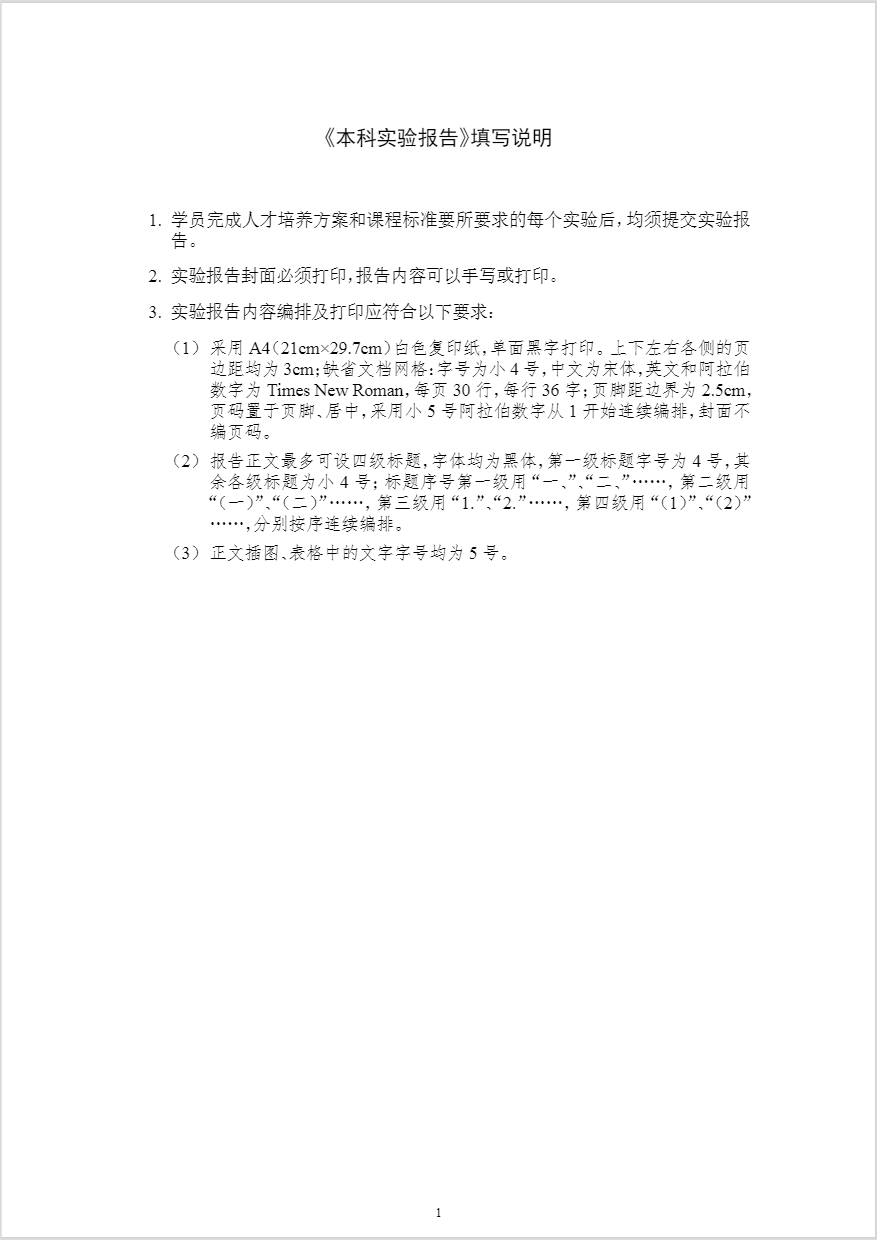 《本科实验报告》填写说明
1. 学员完成人才培养方案和课程标准要所要求的每个实验后,均须提交实验报
告。
2. 实验报告封面必须打印,报告内容可以手写或打印。
3. 实验报告内容编排及打印应符合以下要求:
（1） 采用 A4（21cm×29.7cm）白色复印纸,单面黑字打印。上下左右各侧的页
边距均为 3cm;缺省文档网格:字号为小 4 号,中文为宋体,英文和阿拉伯
数字为 Times New Roman,每页 30 行,每行 36 字;页脚距边界为 2.5cm,
页码置于页脚、居中,采用小 5 号阿拉伯数字从 1 开始连续编排,封面不
编页码。
（2） 报告正文最多可设四级标题,字体均为黑体,第一级标题字号为 4 号,其
余各级标题为小 4 号;标题序号第一级用“一、”、“二、”……,第二级用
“（一）”、“（二）”……,第三级用“1.”、“2.”……,第四级用“（1）”、“（2）”
……,分别按序连续编排。
（3） 正文插图、表格中的文字字号均为 5 号。
1